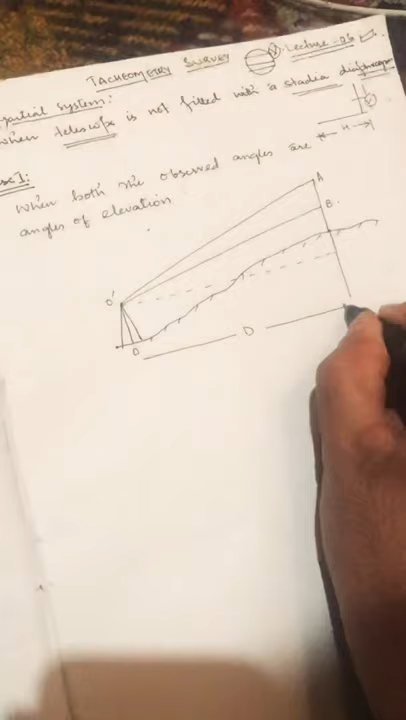 TACHEOMETRY SURVEY
Lecture-26
system:
when telescope is not fitted with a stadia diaphragm
H
When both the observed angles are
angles of elevation
A
B
O'
O
D